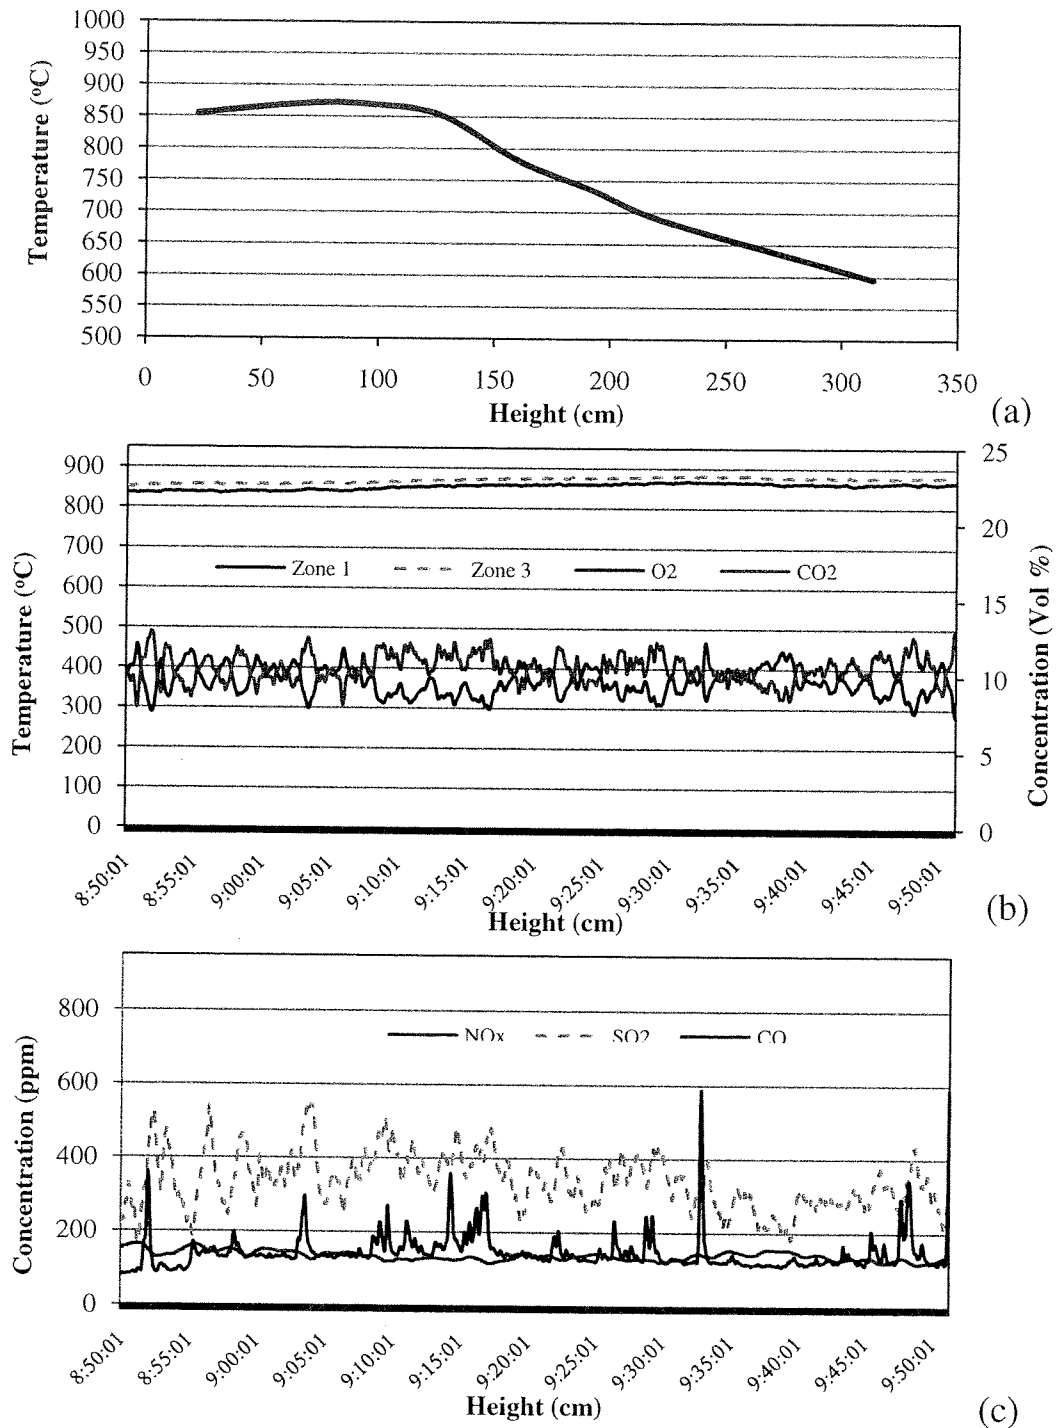 1000
950
900
850
800
750
700
650
600
550
500
Temperature (ºC)
0 50 100 150 200 250 300 350
Height (cm)
(a)
900
800
700
600
500
400
300
200
100
0
Temperature (ºC)
Zone 1 Zone 3 O2 CO2
25
20
15
10
5
0
Concentration (Vol %)
8:50:01 8:55:01 9:00:01 9:05:01 9:10:01 9:15:01 9:20:01 9:25:01 9:30:01 9:35:01 9:40:01 9:45:01 9:50:01
Height (cm)
(b)
800
600
400
200
0
Concentration (ppm)
NOx SO2 CO
8:50:01 8:55:01 9:00:01 9:05:01 9:10:01 9:15:01 9:20:01 9:25:01 9:30:01 9:35:01 9:40:01 9:45:01 9:50:01
Height (cm)
(c)